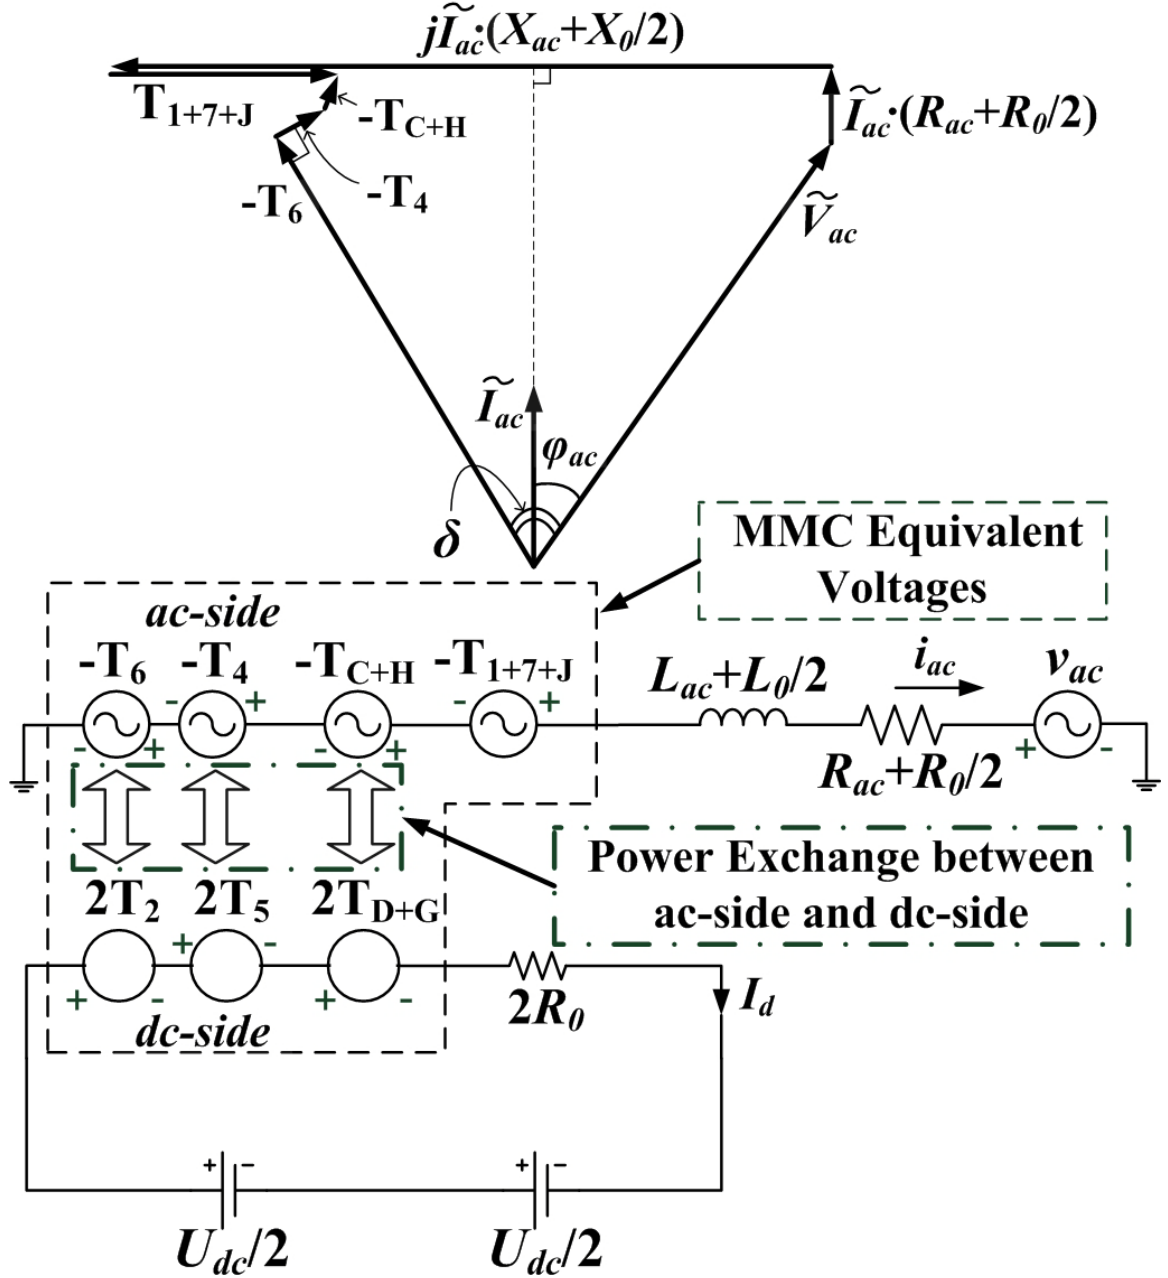 jĨac·(Xac+X0/2)
T1+7+J
-TC+H
Ĩac·(Rac+R0/2)
-T6
-T4
Ṽac
Ĩac
φac
δ
MMC Equivalent
Voltages
ac-side
-T6 -T4 -TC+H -T1+7+J
Lac+L0/2
iac
vac
- + - + - + - +
Rac+R0/2
+ -
Power Exchange between
ac-side and dc-side
2T2 2T5 2TD+G
+ - + - + -
2R0
Id
dc-side
+ - + -
Udc/2 Udc/2